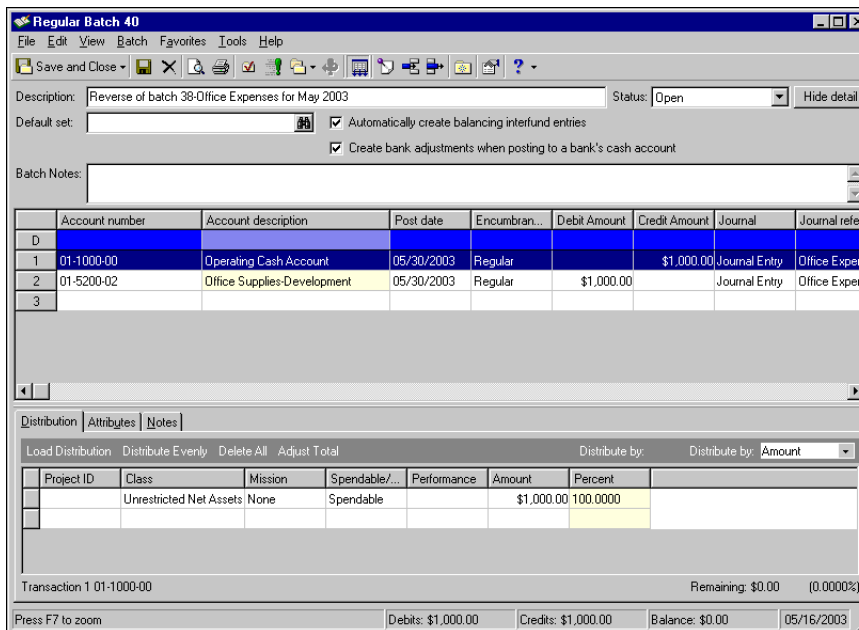 Regular Batch 40
File Edit View Batch Favorites Tools Help
Save and Close
Description: Reverse of batch 38-Office Expenses for May 2003 Status: Open Hide detail
Default set: Automatically create balancing interfund entries
Create bank adjustments when posting to a bank's cash account
Batch Notes:
Account number Account description Post date Encumbran... Debit Amount Credit Amount Journal Journal refe
D
1 01-1000-00 Operating Cash Account 05/30/2003 Regular $1,000.00 Journal Entry Office Exper
2 01-5200-02 Office Supplies-Development 05/30/2003 Regular $1,000.00 Journal Entry Office Exper
3
Distribution Attributes Notes
Load Distribution Distribute Evenly Delete All Adjust Total Distribute by: Distribute by: Amount
Project ID Class Mission Spendable/... Performance Amount Percent
Unrestricted Net Assets None Spendable $1,000.00 100.0000
Transaction 1 01-1000-00 Remaining: $0.00 (0.0000%)
Press F7 to zoom Debits: $1,000.00 Credits: $1,000.00 Balance: $0.00 05/16/2003